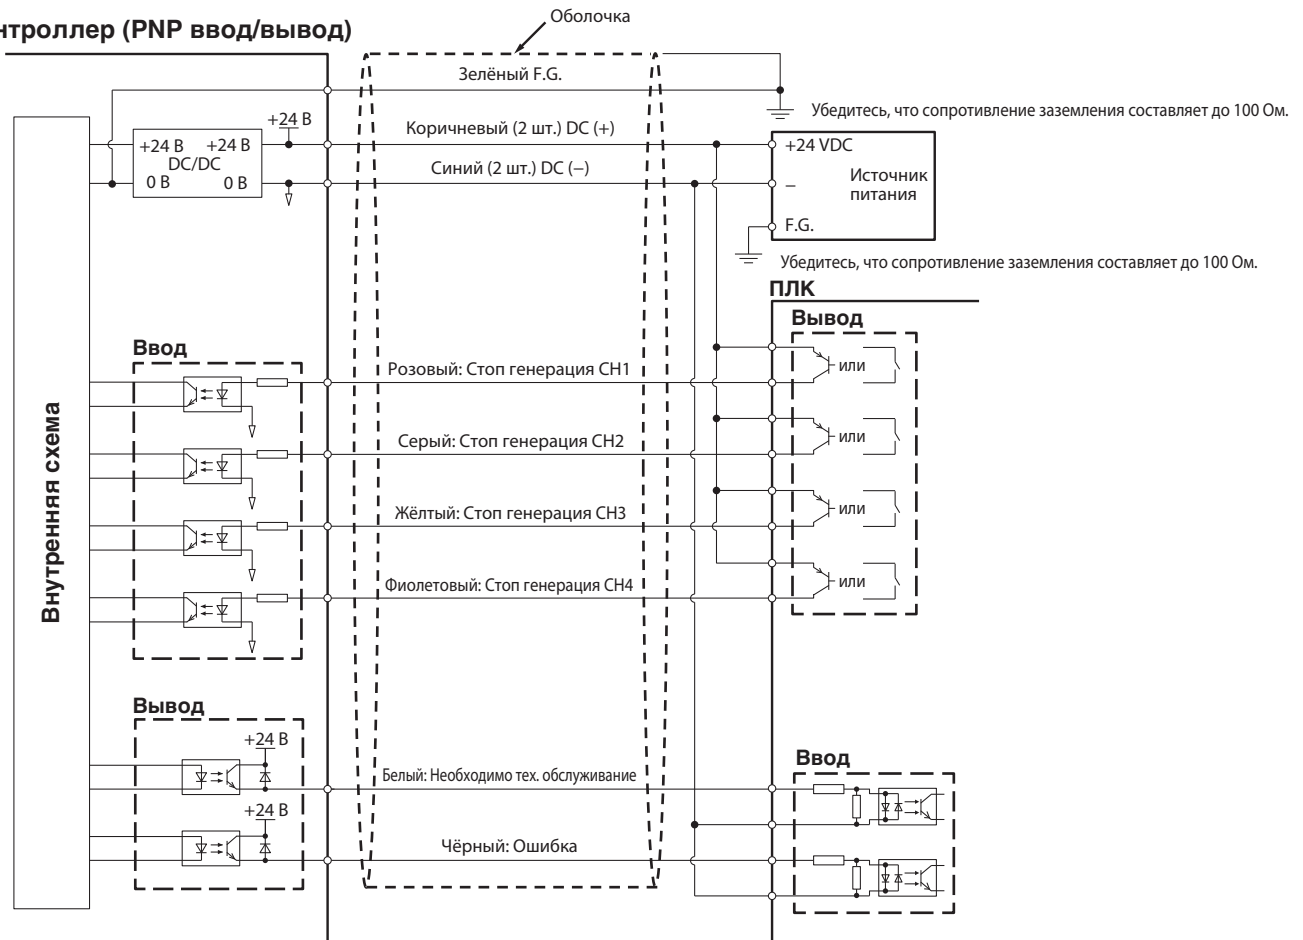 Оболочка
нтроллер (PNP ввод/вывод)
Зелёный F.G.
Убедитесь, что сопротивление заземления составляет до 100 Ом.
+24 В
Коричневый (2 шт.) DC (+)
+24 В +24 В
DC/DC
0 В 0 В
+24 VDC
Синий (2 шт.) DC (−)
−
Источник
питания
F.G.
Убедитесь, что сопротивление заземления составляет до 100 Ом.
ПЛК
Вывод
Ввод
Розовый: Стоп генерация CH1
или
Серый: Стоп генерация CH2
или
Внутренняя схема
Жёлтый: Стоп генерация CH3
или
Фиолетовый: Стоп генерация CH4
или
Вывод
+24 В
Ввод
Белый: Необходимо тех. обслуживание
+24 В
Чёрный: Ошибка